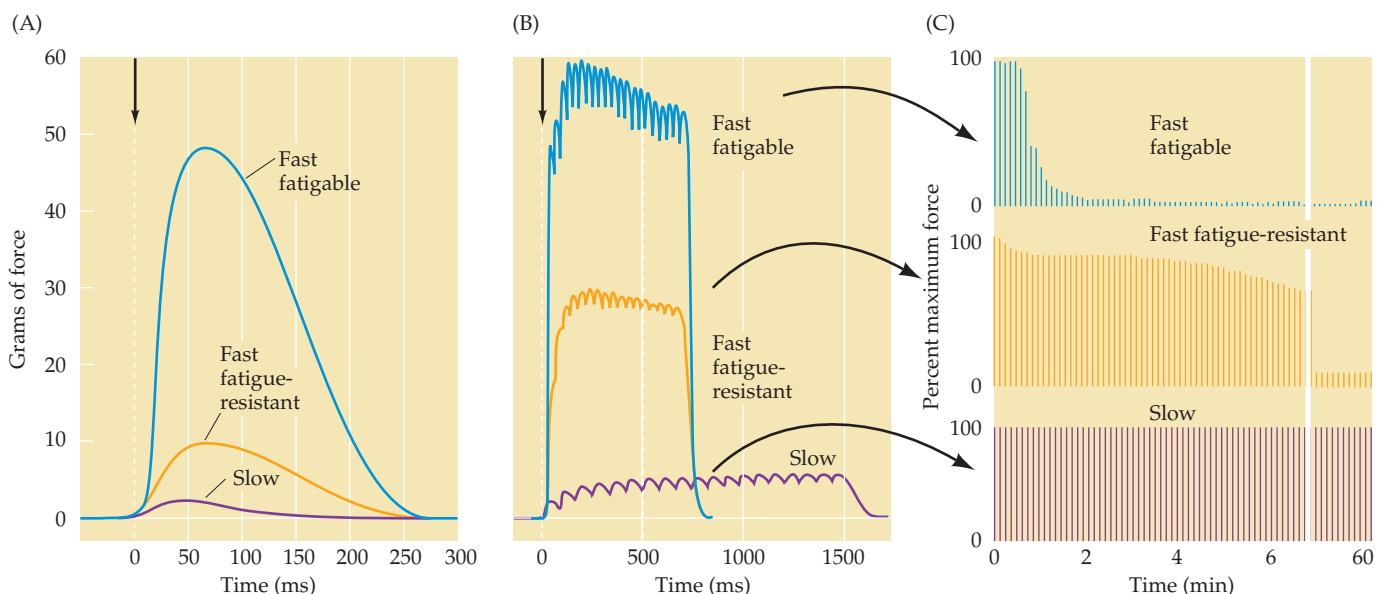 (A)
Grams of force
60
50
40
30
20
10
0
Fast
fatigable
Fast
fatigue-
resistant
Slow
0 50 100 150 200 250 300
Time (ms)
(B)
Fast
fatigable
Fast
fatigue-
resistant
Slow
0 500 1000 1500
Time (ms)
(C)
Percent maximum force
100
Fast
fatigable
0
100
Fast fatigue-resistant
0
100
Slow
0
0 2 4 6 60
Time (min)